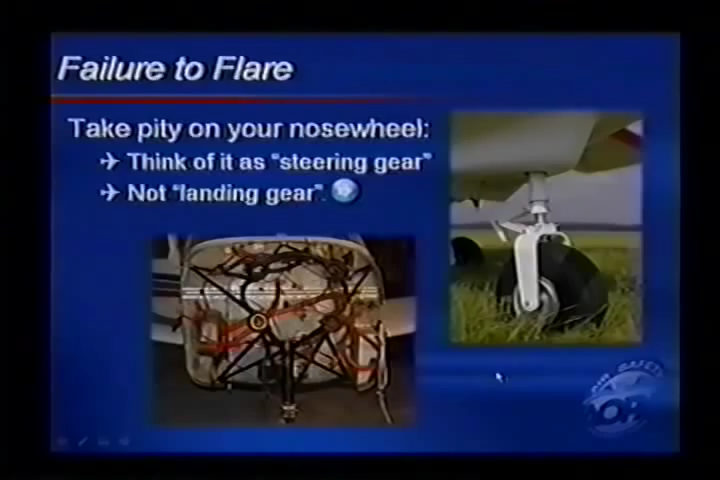 Failure to Flare
Take pity on your nosewheel:
Think of it as "steering gear"
Not "landing gear".